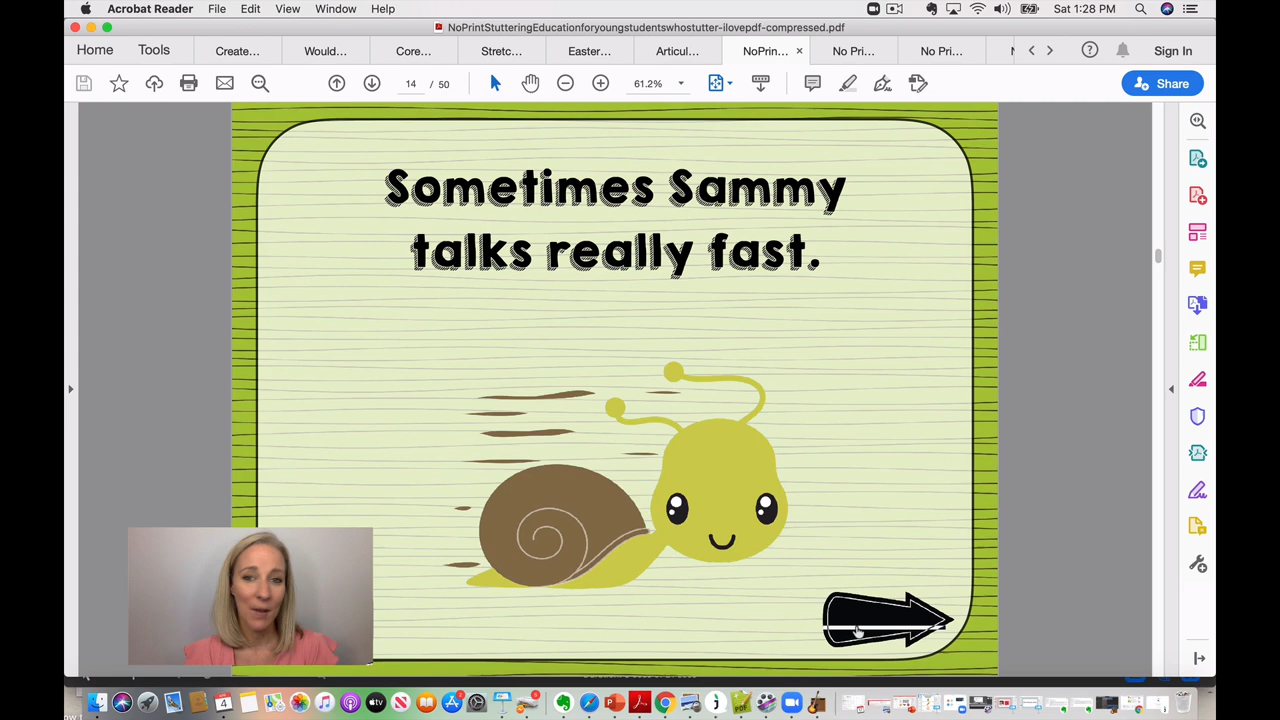 Acrobat Reader File Edit View Window Help Sat 1:28 PM
NoPrintStutteringEducationforyoungstudentswhostutter-ilovepdf-compressed.pdf
Home Tools Create... Would... Core... Stretc... Easter... Articul... NoPrin... × No Pri... No Pri... Sign In
14 / 50 61.2% Share
Sometimes Sammy
talks really fast.